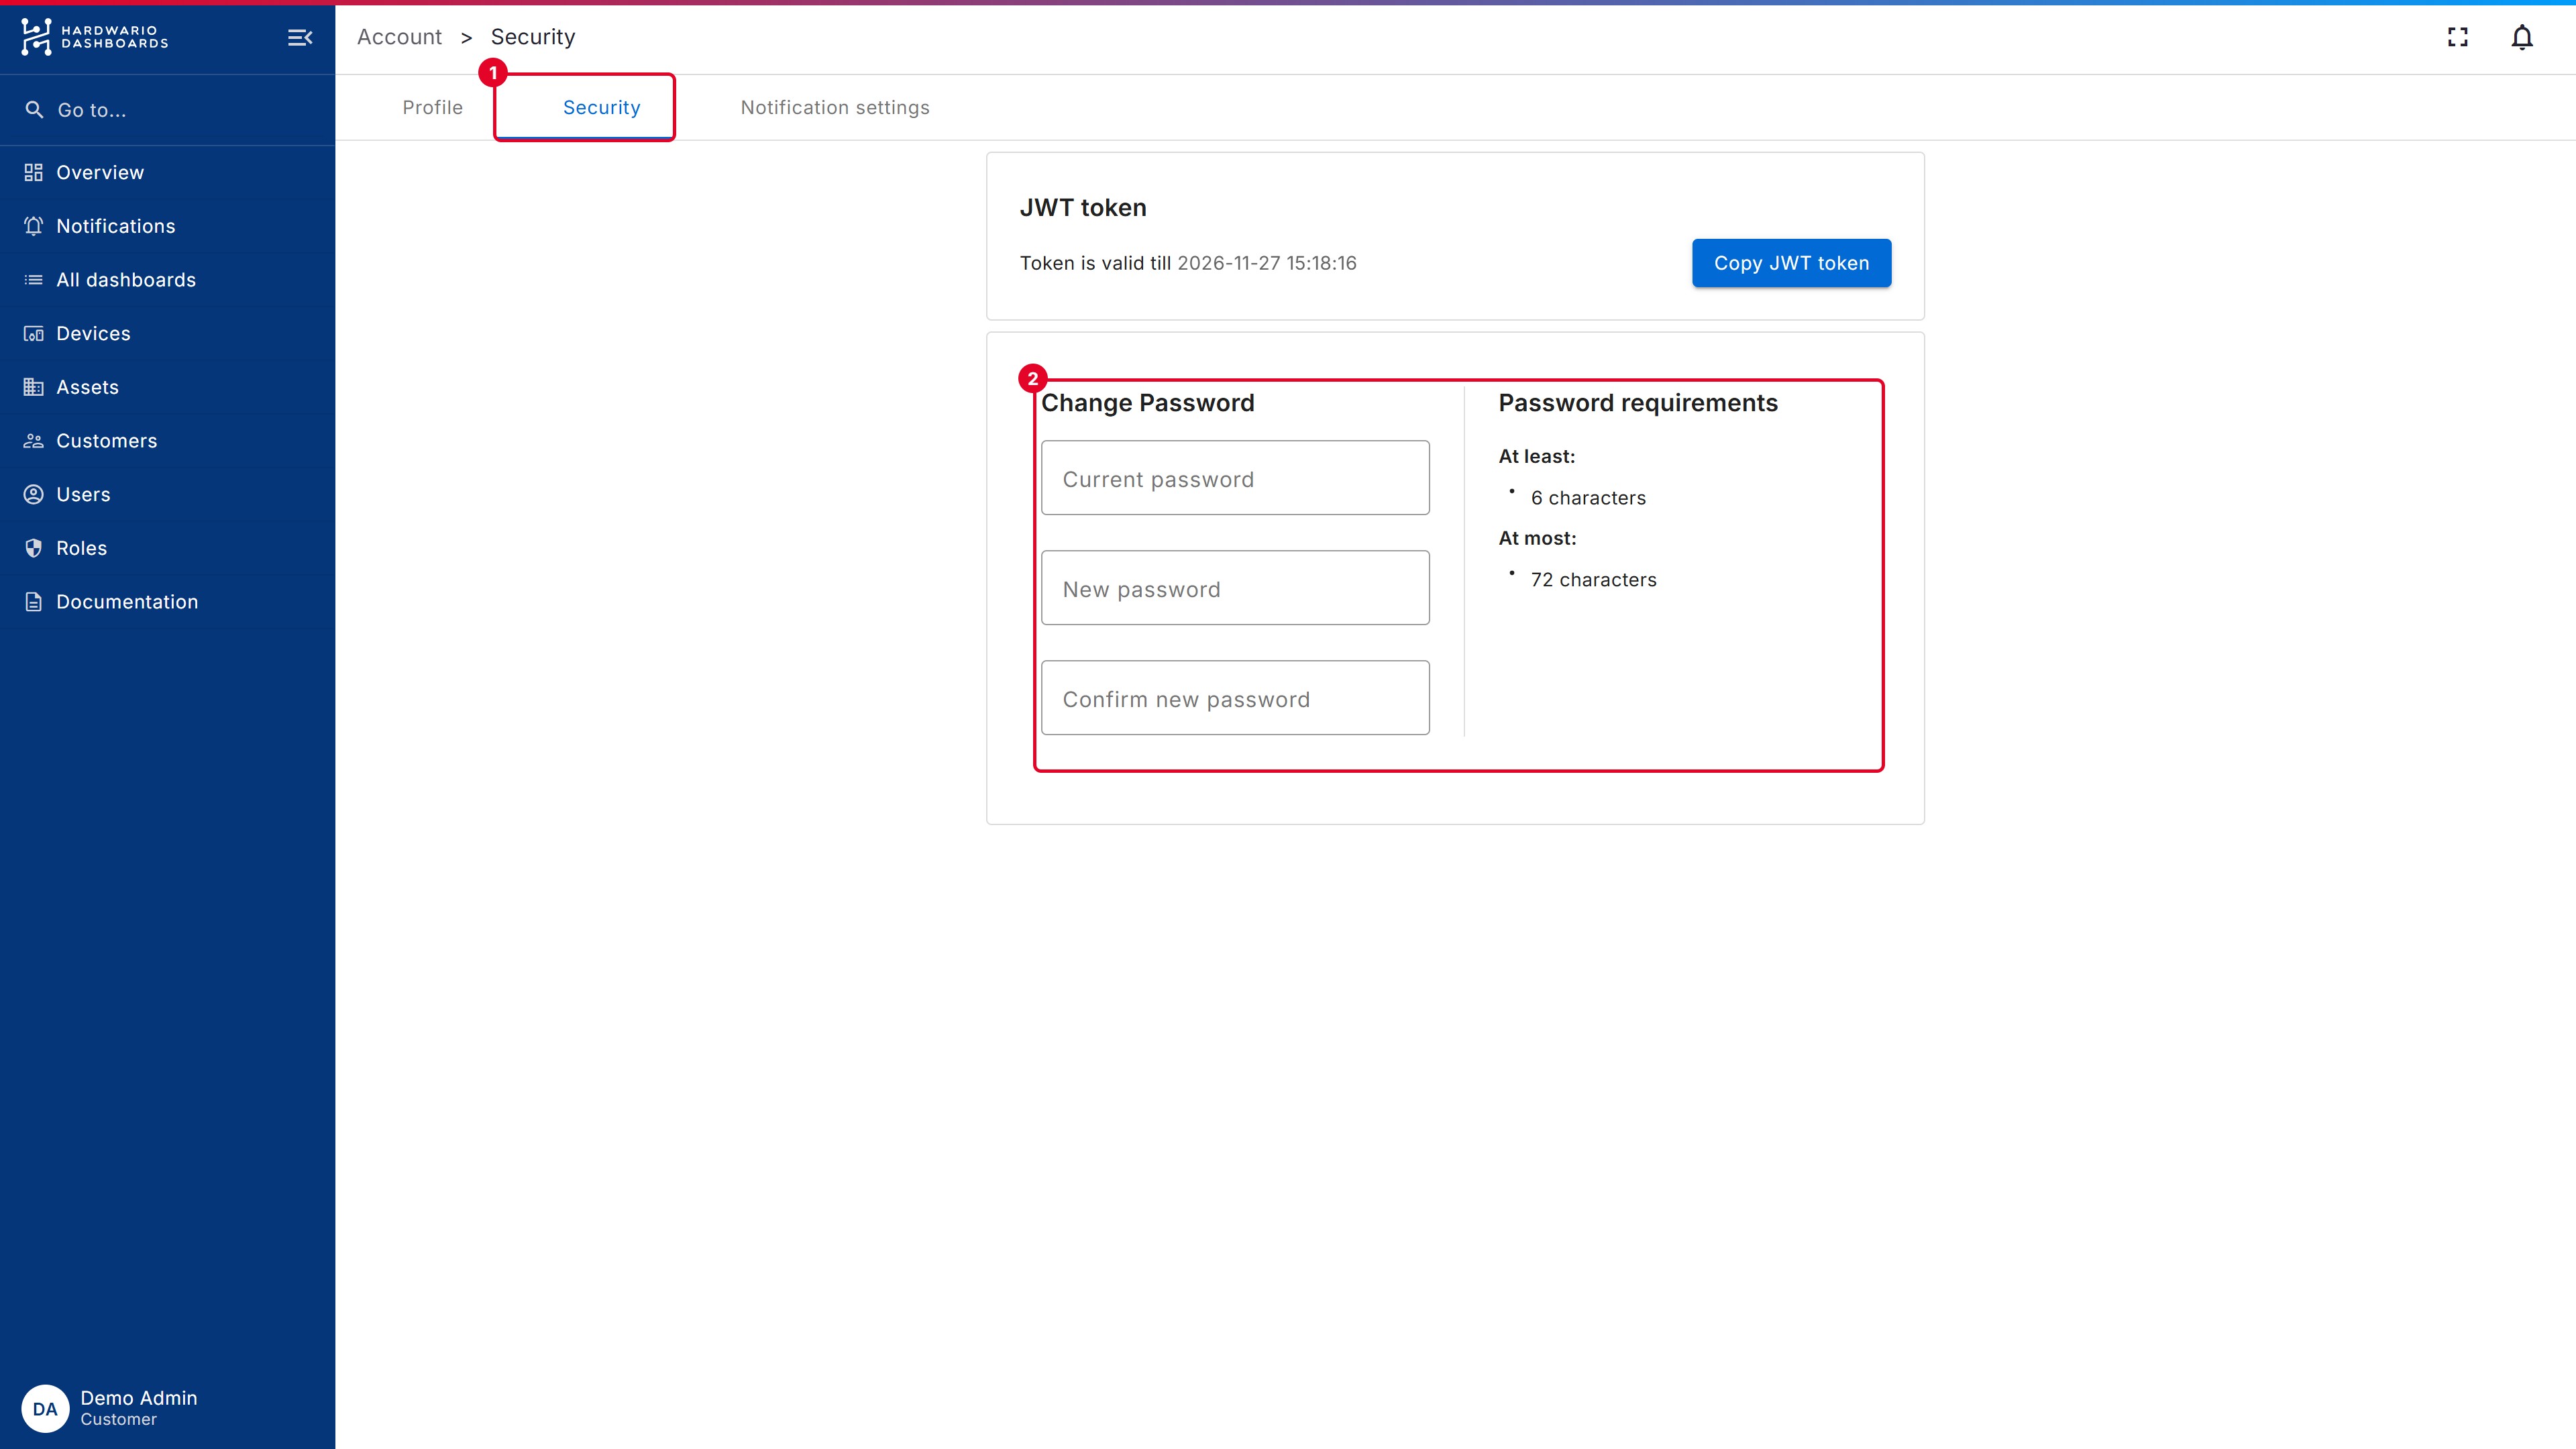 HARDWARIO
DASHBOARDS
Go to...
Overview
Notifications
All dashboards
Devices
Assets
Customers
Users
Roles
Documentation
DA
Demo Admin
Customer
Account > Security
1
Profile
Security
Notification settings
JWT token
Token is valid till 2026-11-27 15:18:16
Copy JWT token
2
Change Password
Current password
New password
Confirm new password
Password requirements
At least:
• 6 characters
At most:
• 72 characters